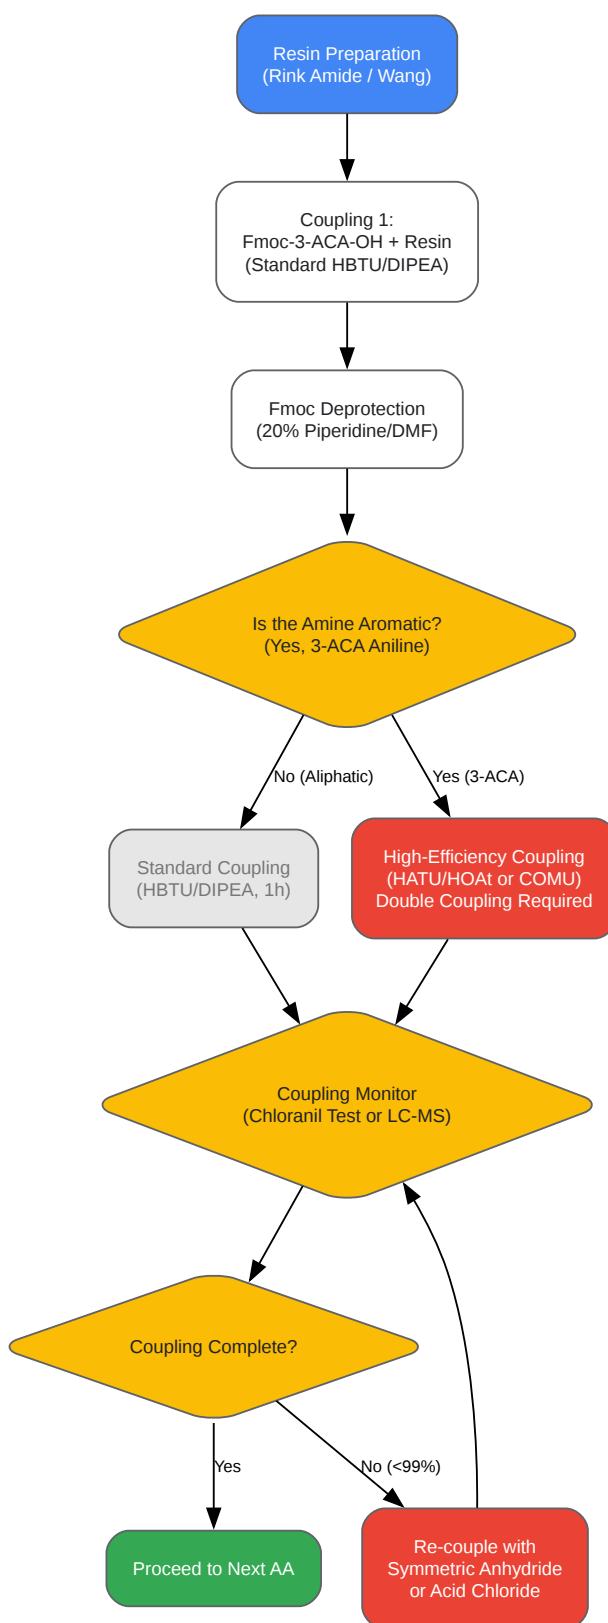 Resin Preparation
(Rink Amide / Wang)
Coupling 1:
Fmoc-3-ACA-OH + Resin
(Standard HBTU/DIPEA)
Fmoc Deprotection
(20% Piperidine/DMF)
Is the Amine Aromatic?
(Yes, 3-ACA Aniline)
No (Aliphatic)
Yes (3-ACA)
Standard Coupling
(HBTU/DIPEA, 1h)
High-Efficiency Coupling
(HATU/HOAt or COMU)
Double Coupling Required
Coupling Monitor
(Chloranil Test or LC-MS)
Coupling Complete?
Yes
No (<99%)
Proceed to Next AA
Re-couple with
Symmetric Anhydride
or Acid Chloride